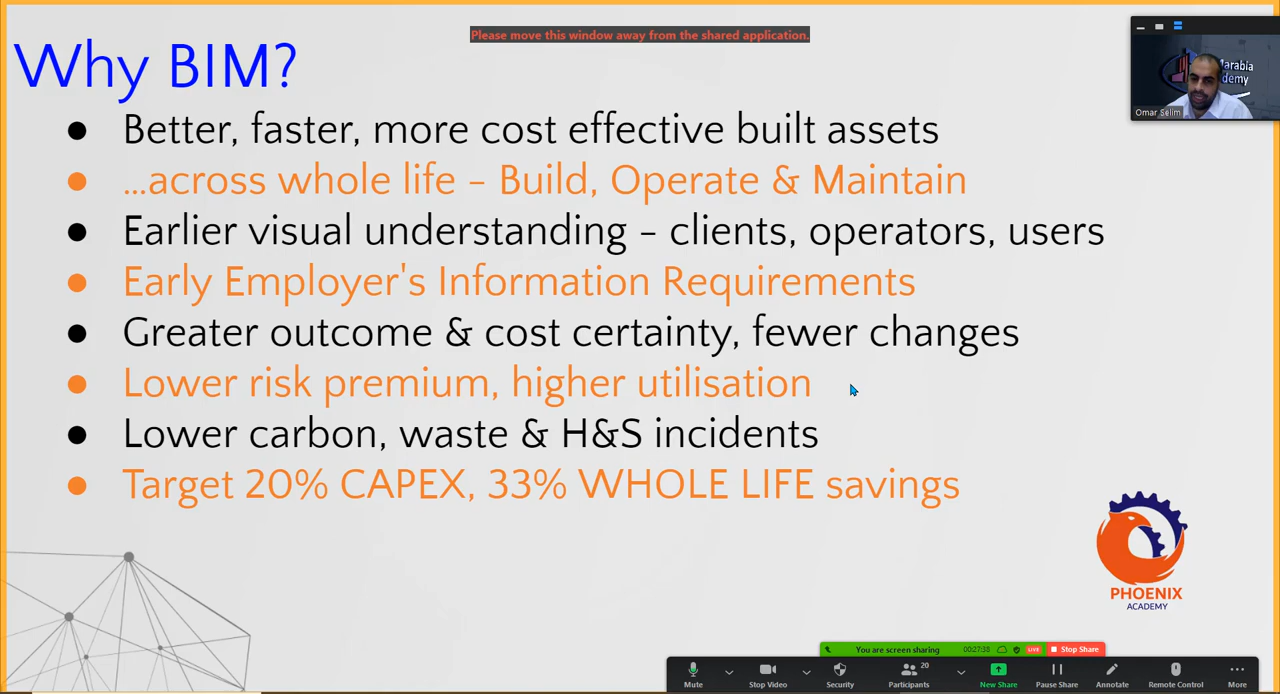 Please move this window away from the shared application.
Why BIM?
● Better, faster, more cost effective built assets
● ...across whole life – Build, Operate & Maintain
● Earlier visual understanding – clients, operators, users
● Early Employer's Information Requirements
● Greater outcome & cost certainty, fewer changes
● Lower risk premium, higher utilisation
● Lower carbon, waste & H&S incidents
● Target 20% CAPEX, 33% WHOLE LIFE savings
Omar Selim
PHOENIX
ACADEMY
You are screen sharing 00:27:38 LIVE Stop Share
20
Mute Stop Video Security Participants New Share Pause Share Annotate Remote Control More